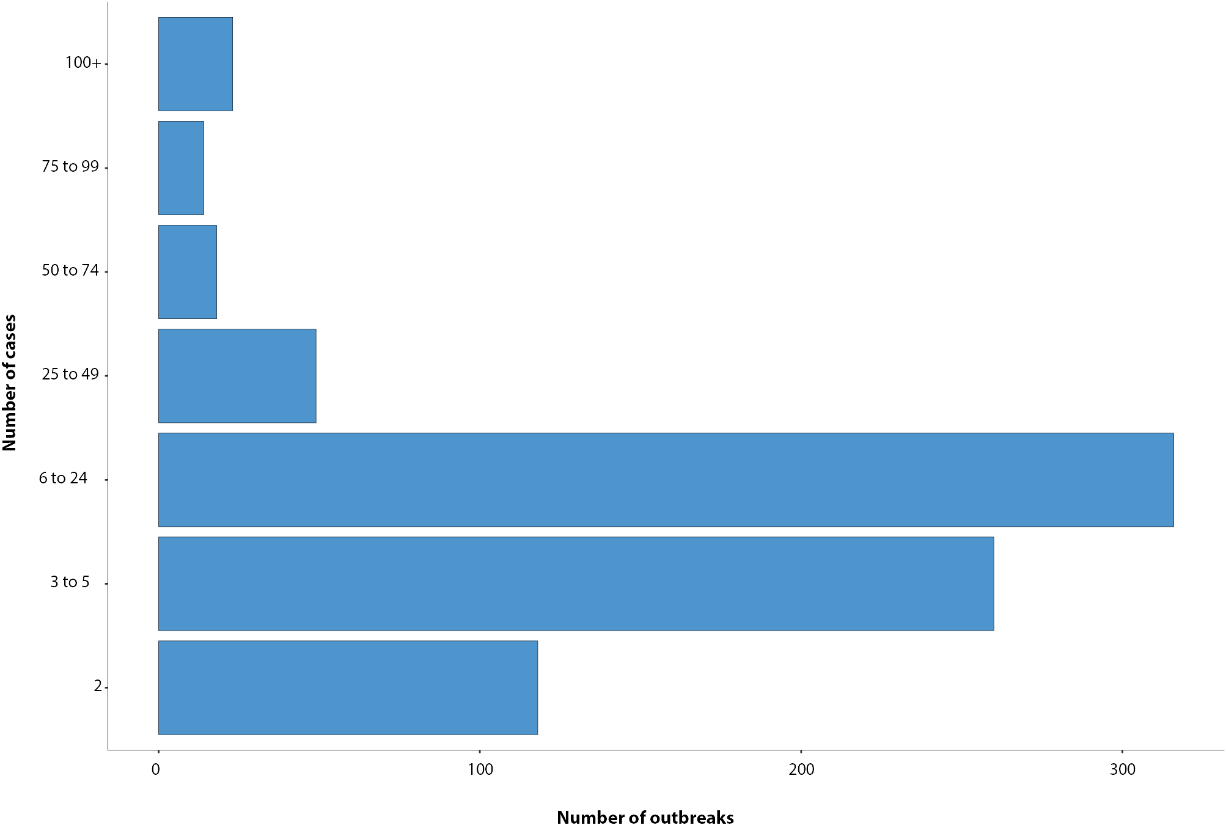 100+
75 to 99
50 to 74
25 to 49
6 to 24
3 to 5
2
Number of cases
0 100 200 300
Number of outbreaks